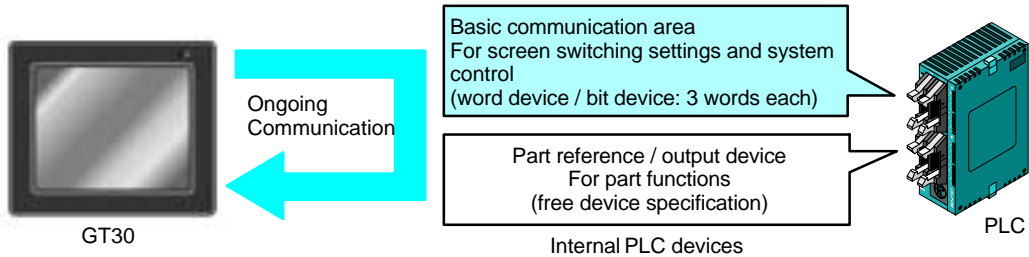 Basic communication area
For screen switching settings and system
control
(word device / bit device: 3 words each)
Ongoing
Communication
Part reference / output device
For part functions
(free device specification)
GT30
PLC
Internal PLC devices